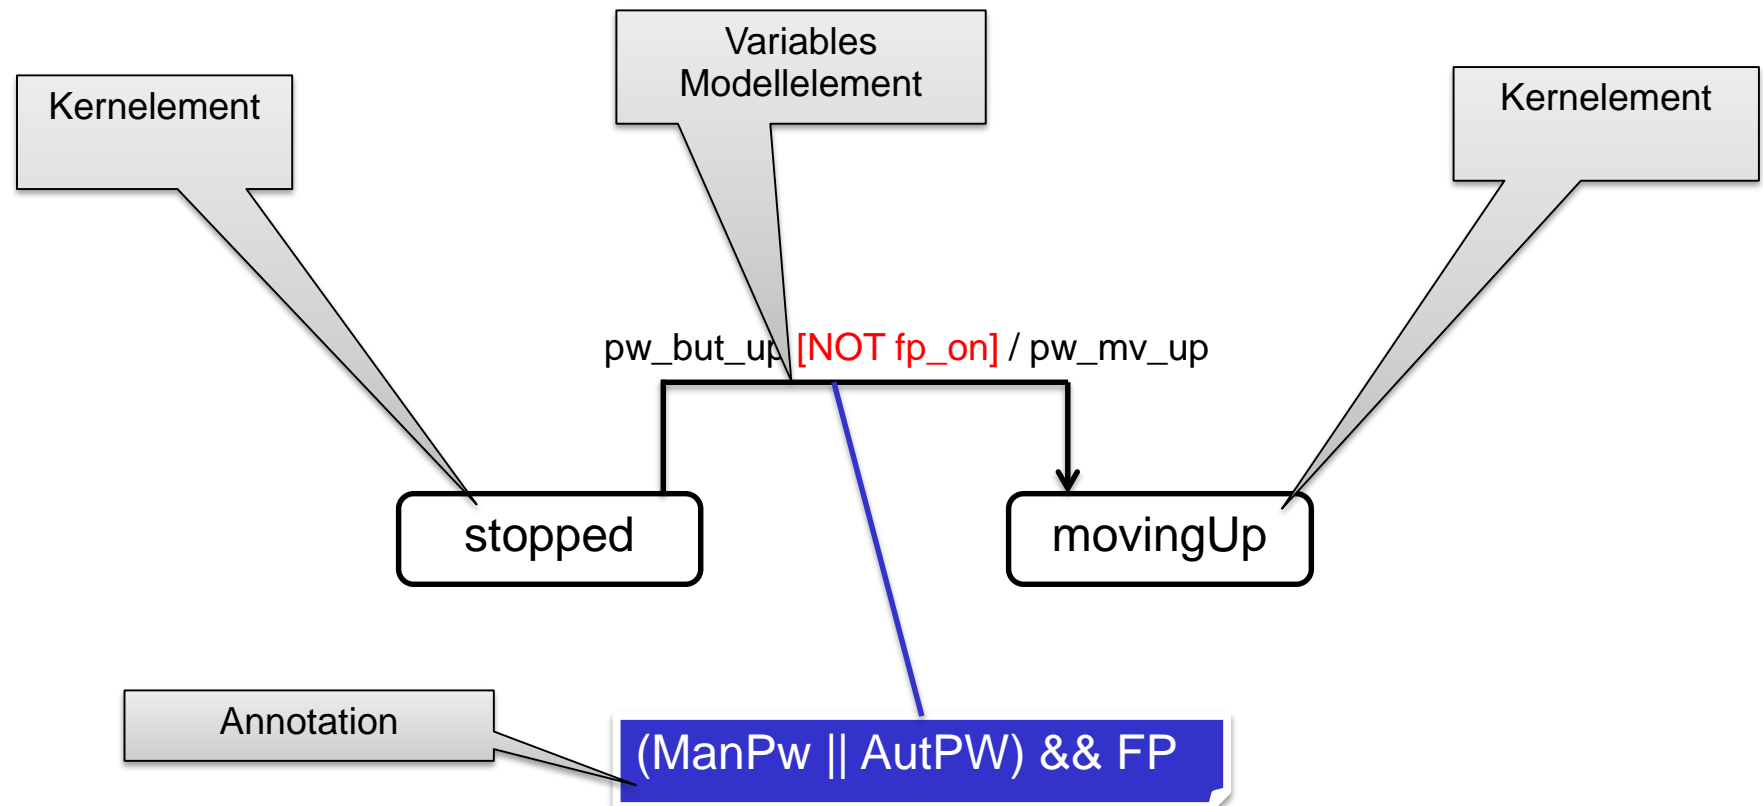 Variables
Modellelement
Kernelement
Kernelement
pw_but_up [NOT fp_on] / pw_mv_up
stopped
movingUp
Annotation
(ManPw || AutPW) && FP